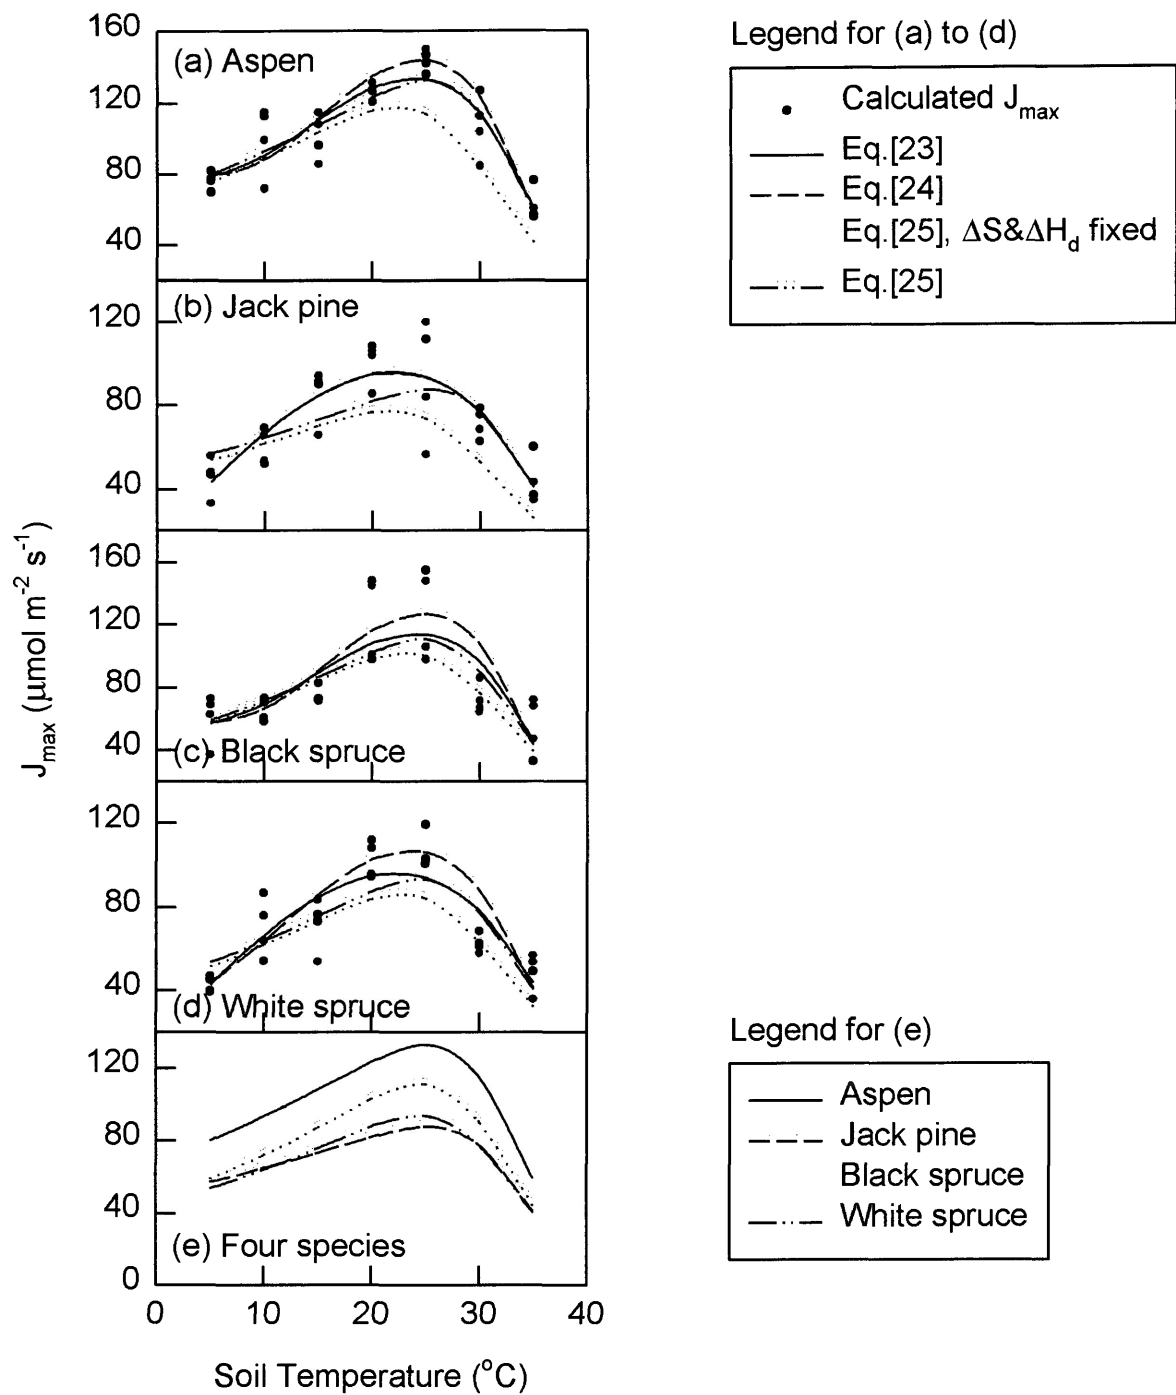 160
(a) Aspen
120
80
40
(b) Jack pine
120
80
40
160
120
80
40
(c) Black spruce
120
80
40
(d) White spruce
120
80
40
(e) Four species
0
0 10 20 30 40
Soil Temperature (°C)
J_max (μmol m⁻² s⁻¹)
Legend for (a) to (d)
Calculated J_max
Eq.[23]
Eq.[24]
Eq.[25], ΔS&ΔH_d fixed
Eq.[25]
Legend for (e)
Aspen
Jack pine
Black spruce
White spruce